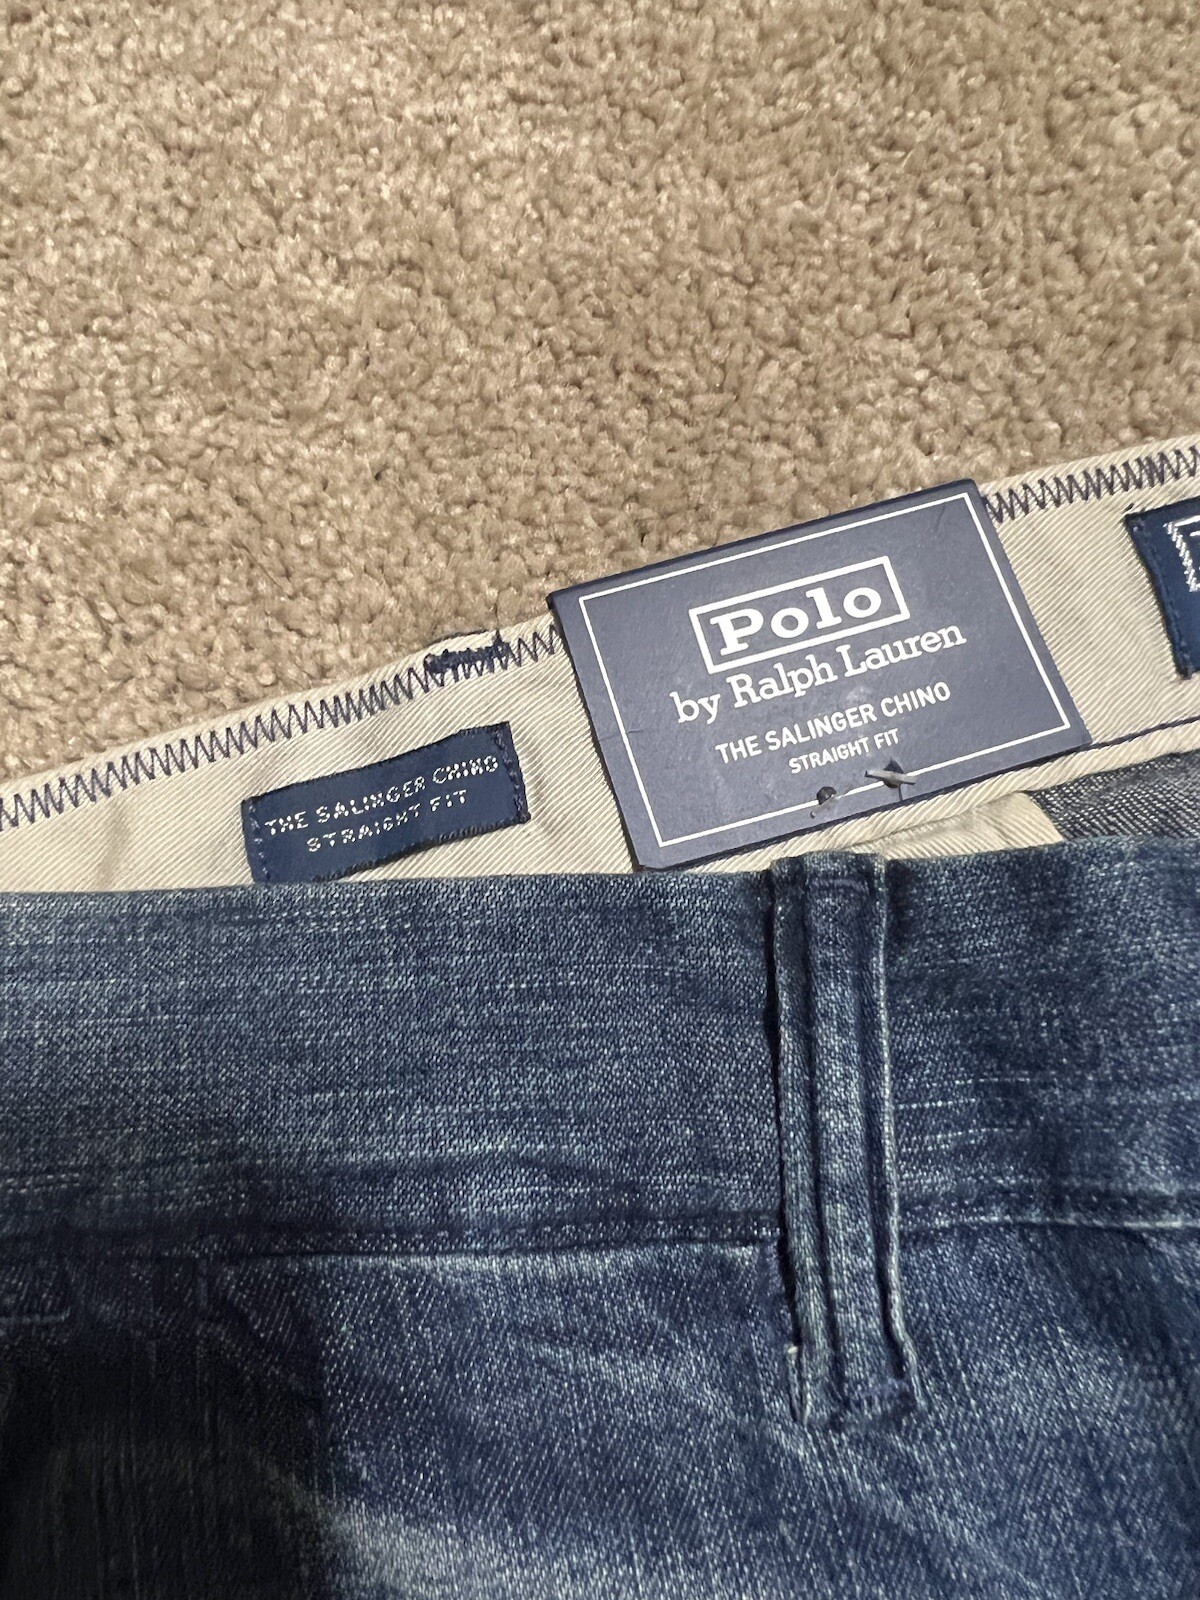 Polo
by Ralph Lauren
THE SALINGER CHINO
STRAIGHT FIT
THE SALINGER CHINO
STRAIGHT FIT